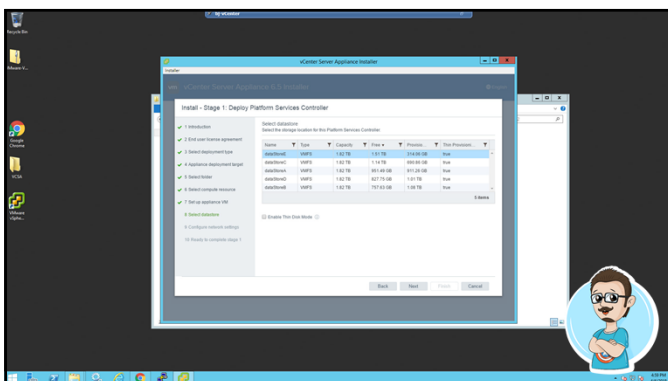 Recycle Bin
VMware-V...
Google Chrome
VCSA
VMware vSphe...
vCenter Server Appliance Installer
Installer
vCenter Server Appliance 6.5 Installer
Install - Stage 1: Deploy Platform Services Controller
1 Introduction
2 End user license agreement
3 Select deployment type
4 Appliance deployment target
5 Select folder
6 Select compute resource
7 Set up appliance VM
8 Select datastore
9 Configure network settings
10 Ready to complete stage 1
Select datastore
Select the storage location for this Platform Services Controller.
Name Type Capacity Free Provisio... Thin Provisioni...
dataStoreE VMFS 1.82 TB 1.51 TB 314.06 GB true
dataStoreC VMFS 1.82 TB 1.19 TB true
dataStoreA VMFS 1.82 TB 951.49 GB 911.26 GB true
dataStoreD VMFS 1.82 TB 827.75 GB 1.01 TB true
dataStoreB VMFS 1.82 TB 757.63 GB 1.08 TB true
5 items
Enable Thin Disk Mode
Back Next Finish Cancel
4:56 PM